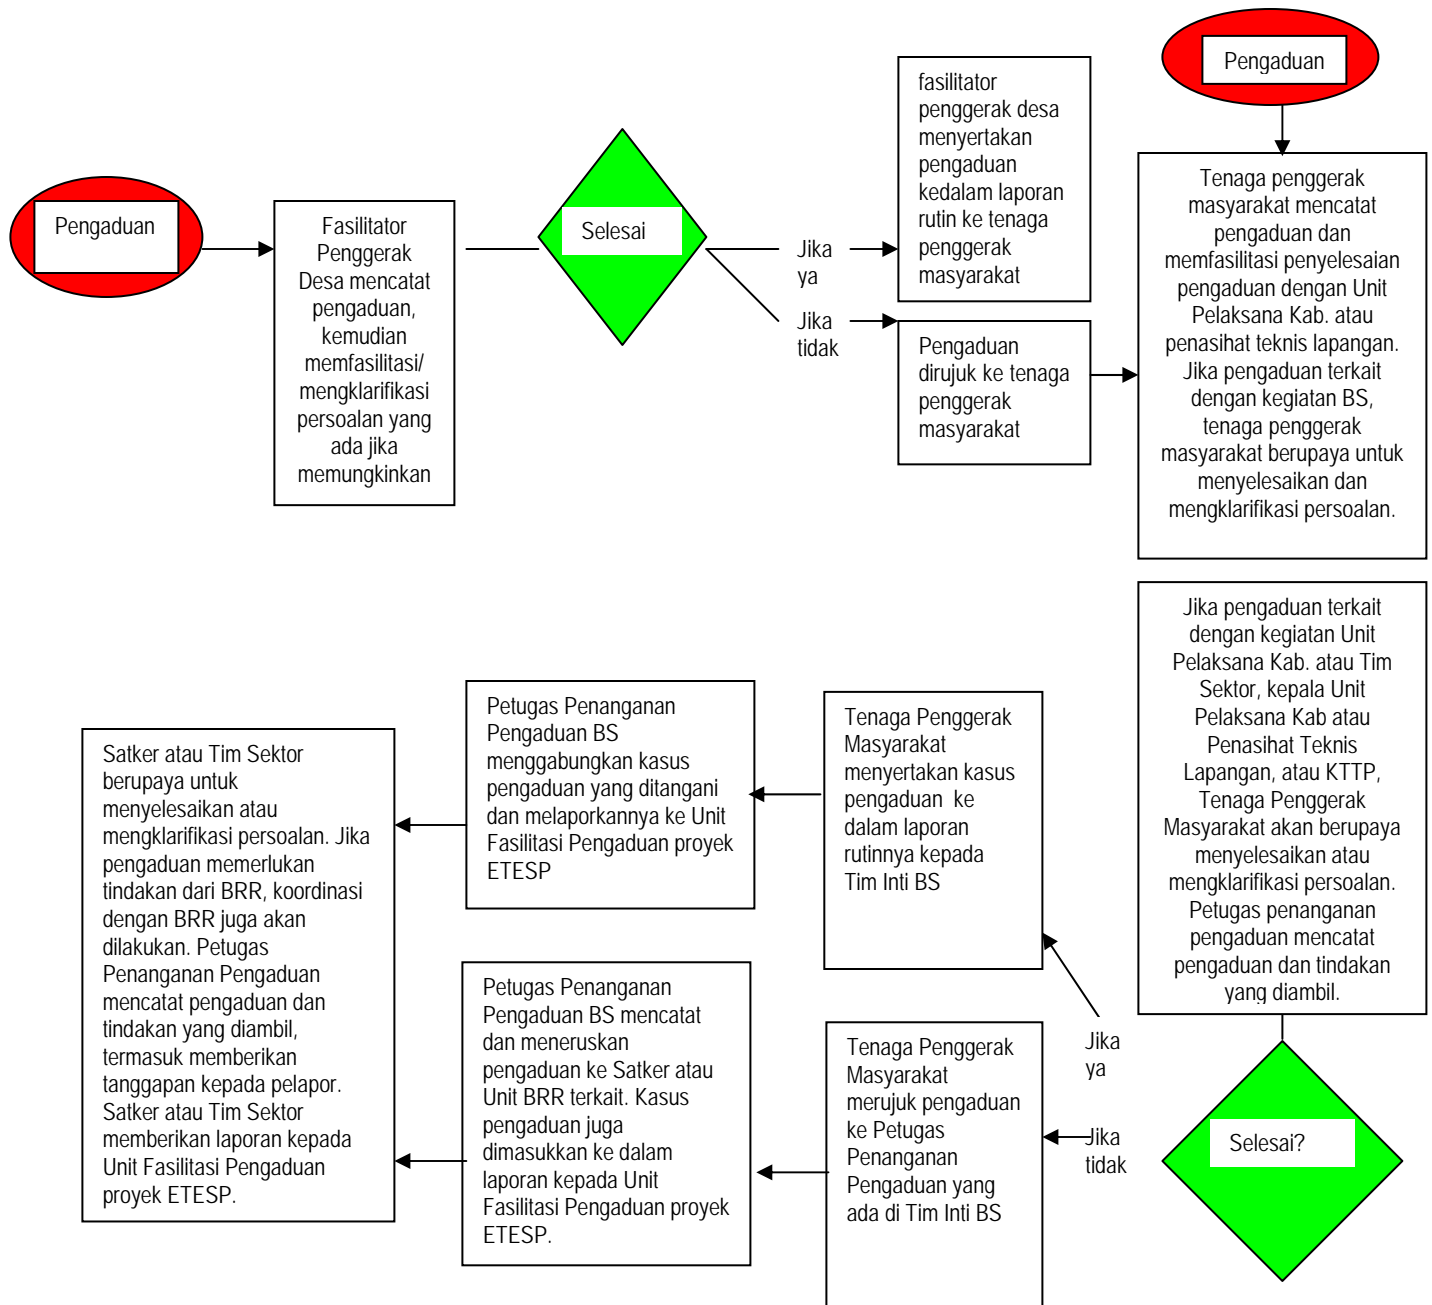 Pengaduan
Fasilitator
Penggerak
Desa mencatat
pengaduan,
kemudian
memfasilitasi/
mengklarifikasi
persoalan yang
ada jika
memungkinkan
Selesai
Jika
ya
Jika
tidak
fasilitator
penggerak desa
menyertakan
pengaduan
kedalam laporan
rutin ke tenaga
penggerak
masyarakat
Pengaduan
dirujuk ke tenaga
penggerak
masyarakat
Pengaduan
Tenaga penggerak
masyarakat mencatat
pengaduan dan
memfasilitasi penyelesaian
pengaduan dengan Unit
Pelaksana Kab. atau
penasihat teknis lapangan.
Jika pengaduan terkait
dengan kegiatan BS,
tenaga penggerak
masyarakat berupaya untuk
menyelesaikan dan
mengklarifikasi persoalan.
Jika pengaduan terkait
dengan kegiatan Unit
Pelaksana Kab. atau Tim
Sektor, kepala Unit
Pelaksana Kab atau
Penasihat Teknis
Lapangan, atau KTTP,
Tenaga Penggerak
Masyarakat akan berupaya
menyelesaikan atau
mengklarifikasi persoalan.
Petugas penanganan
pengaduan mencatat
pengaduan dan tindakan
yang diambil.
Selesai?
Jika
ya
Jika
tidak
Tenaga Penggerak
Masyarakat
menyertakan kasus
pengaduan ke
dalam laporan
rutinnya kepada
Tim Inti BS
Tenaga Penggerak
Masyarakat
merujuk pengaduan
ke Petugas
Penanganan
Pengaduan yang
ada di Tim Inti BS
Petugas Penanganan
Pengaduan BS
menggabungkan kasus
pengaduan yang ditangani
dan melaporkannya ke Unit
Fasilitasi Pengaduan proyek
ETESP
Petugas Penanganan
Pengaduan BS mencatat
dan meneruskan
pengaduan ke Satker atau
Unit BRR terkait. Kasus
pengaduan juga
dimasukkan ke dalam
laporan kepada Unit
Fasilitasi Pengaduan proyek
ETESP.
Satker atau Tim Sektor
berupaya untuk
menyelesaikan atau
mengklarifikasi persoalan. Jika
pengaduan memerlukan
tindakan dari BRR, koordinasi
dengan BRR juga akan
dilakukan. Petugas
Penanganan Pengaduan
mencatat pengaduan dan
tindakan yang diambil,
termasuk memberikan
tanggapan kepada pelapor.
Satker atau Tim Sektor
memberikan laporan kepada
Unit Fasilitasi Pengaduan
proyek ETESP.